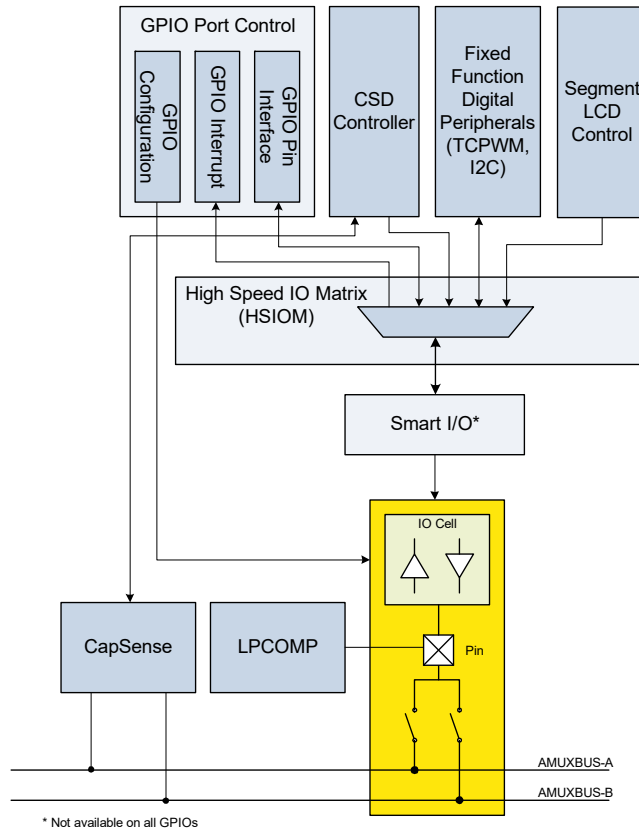 GPIO Port Control
GPIO
Configuration
GPIO Interrupt
GPIO Pin
Interface
CSD
Controller
Fixed
Function
Digital
Peripherals
(TCPWM,
I2C)
Segment
LCD
Control
High Speed IO Matrix
(HSIOM)
Smart I/O*
IO Cell
CapSense
LPCOMP
Pin
AMUXBUS-A
AMUXBUS-B
* Not available on all GPIOs